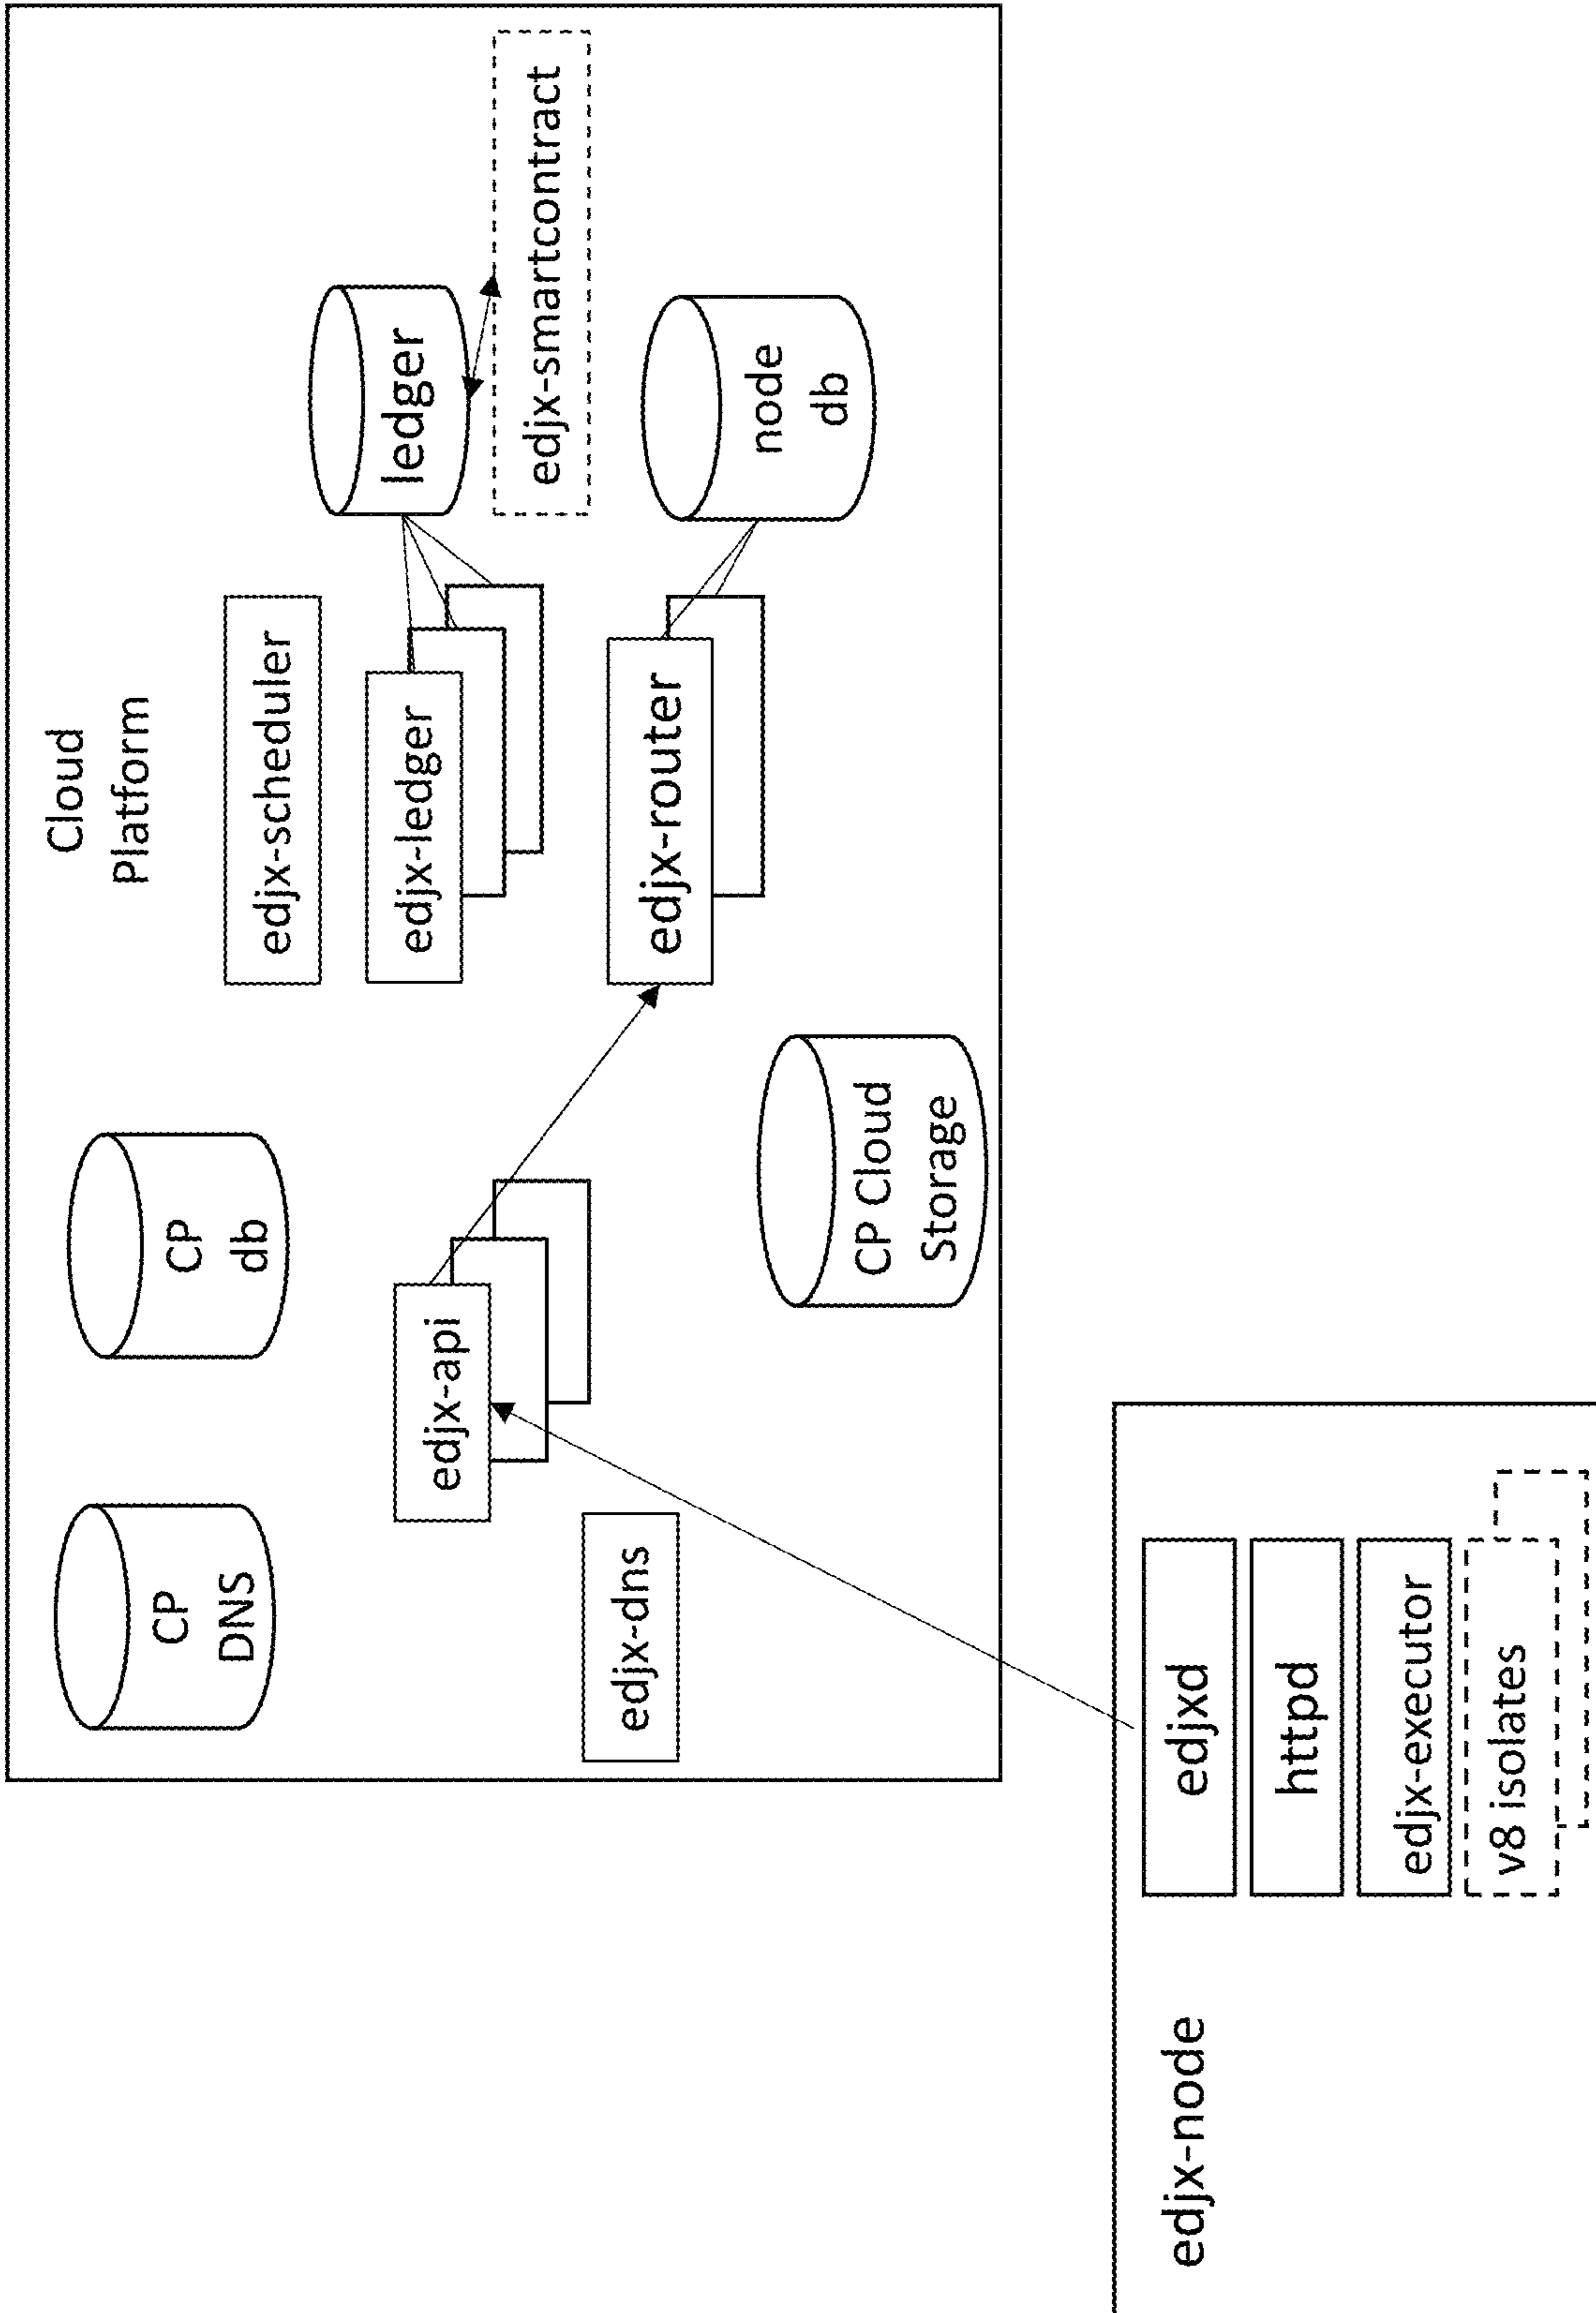 Cloud
Platform
CP
DNS
CP
db
edjx-scheduler
ledger
edjx-api
edjx-ledger
edjx-smartcontract
edjx-dns
edjx-router
node
db
CP Cloud
Storage
edjx-node
edjxd
httpd
edjx-executor
v8 isolates